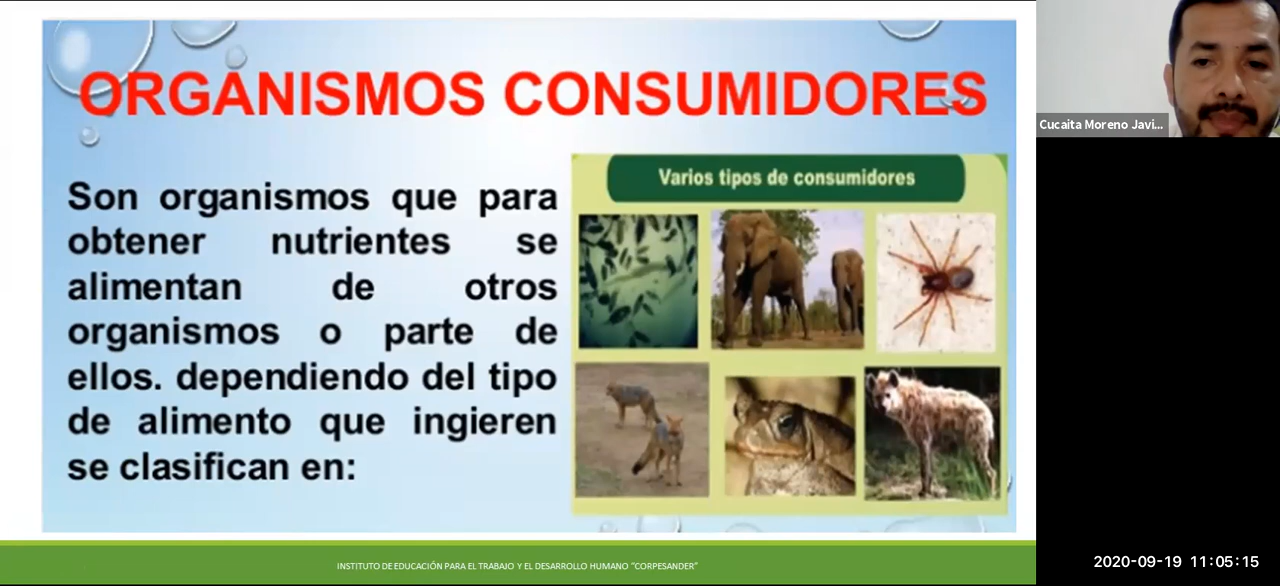 ORGANISMOS CONSUMIDORES
Son organismos que para
obtener nutrientes se
alimentan de otros
organismos o parte de
ellos. dependiendo del tipo
de alimento que ingieren
se clasifican en:
Varios tipos de consumidores
INSTITUTO DE EDUCACIÓN PARA EL TRABAJO Y EL DESARROLLO HUMANO "CORPESANDER"
Cucaita Moreno Javi...
2020-09-19 11:05:15